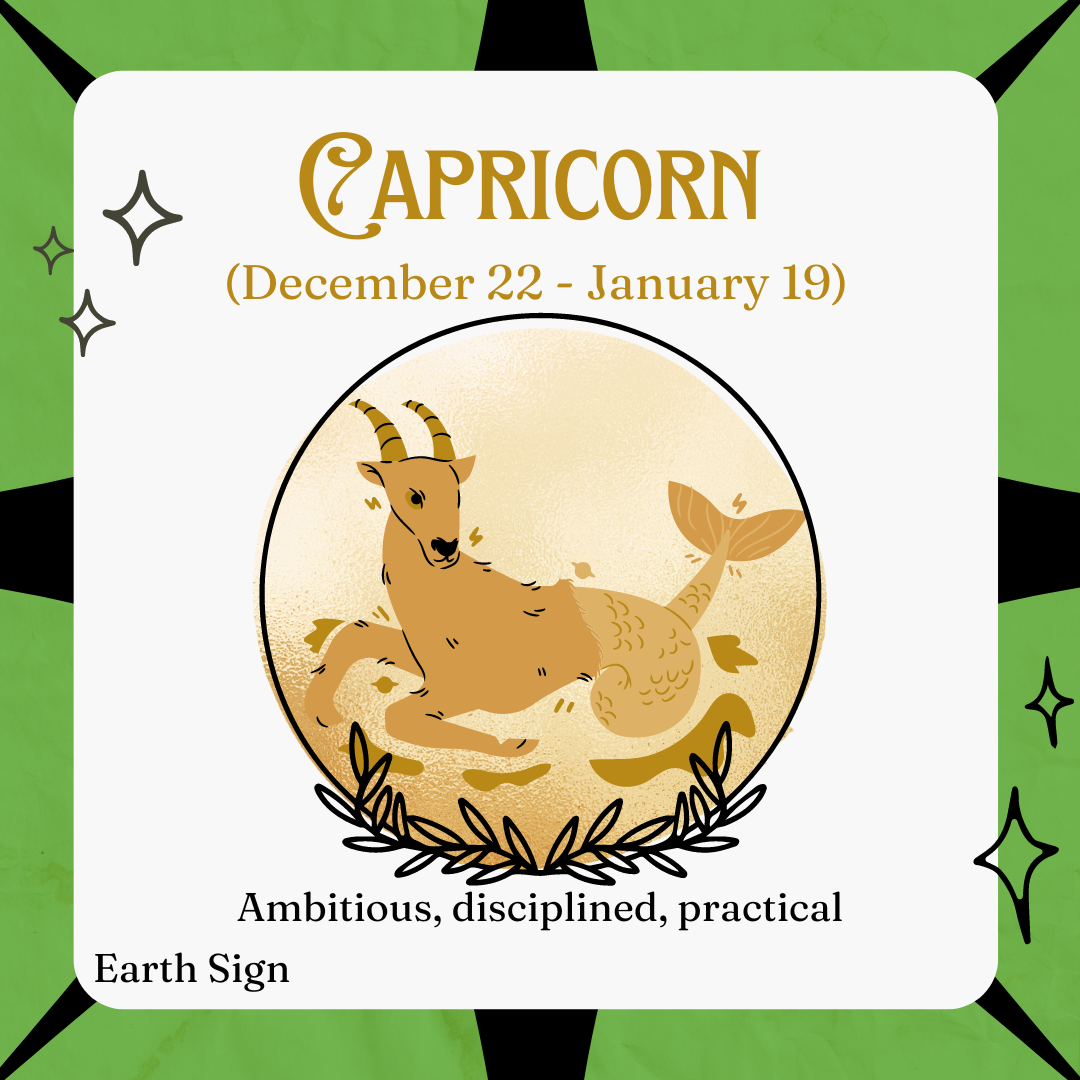 Capricorn
(December 22 - January 19)
Ambitious, disciplined, practical
Earth Sign